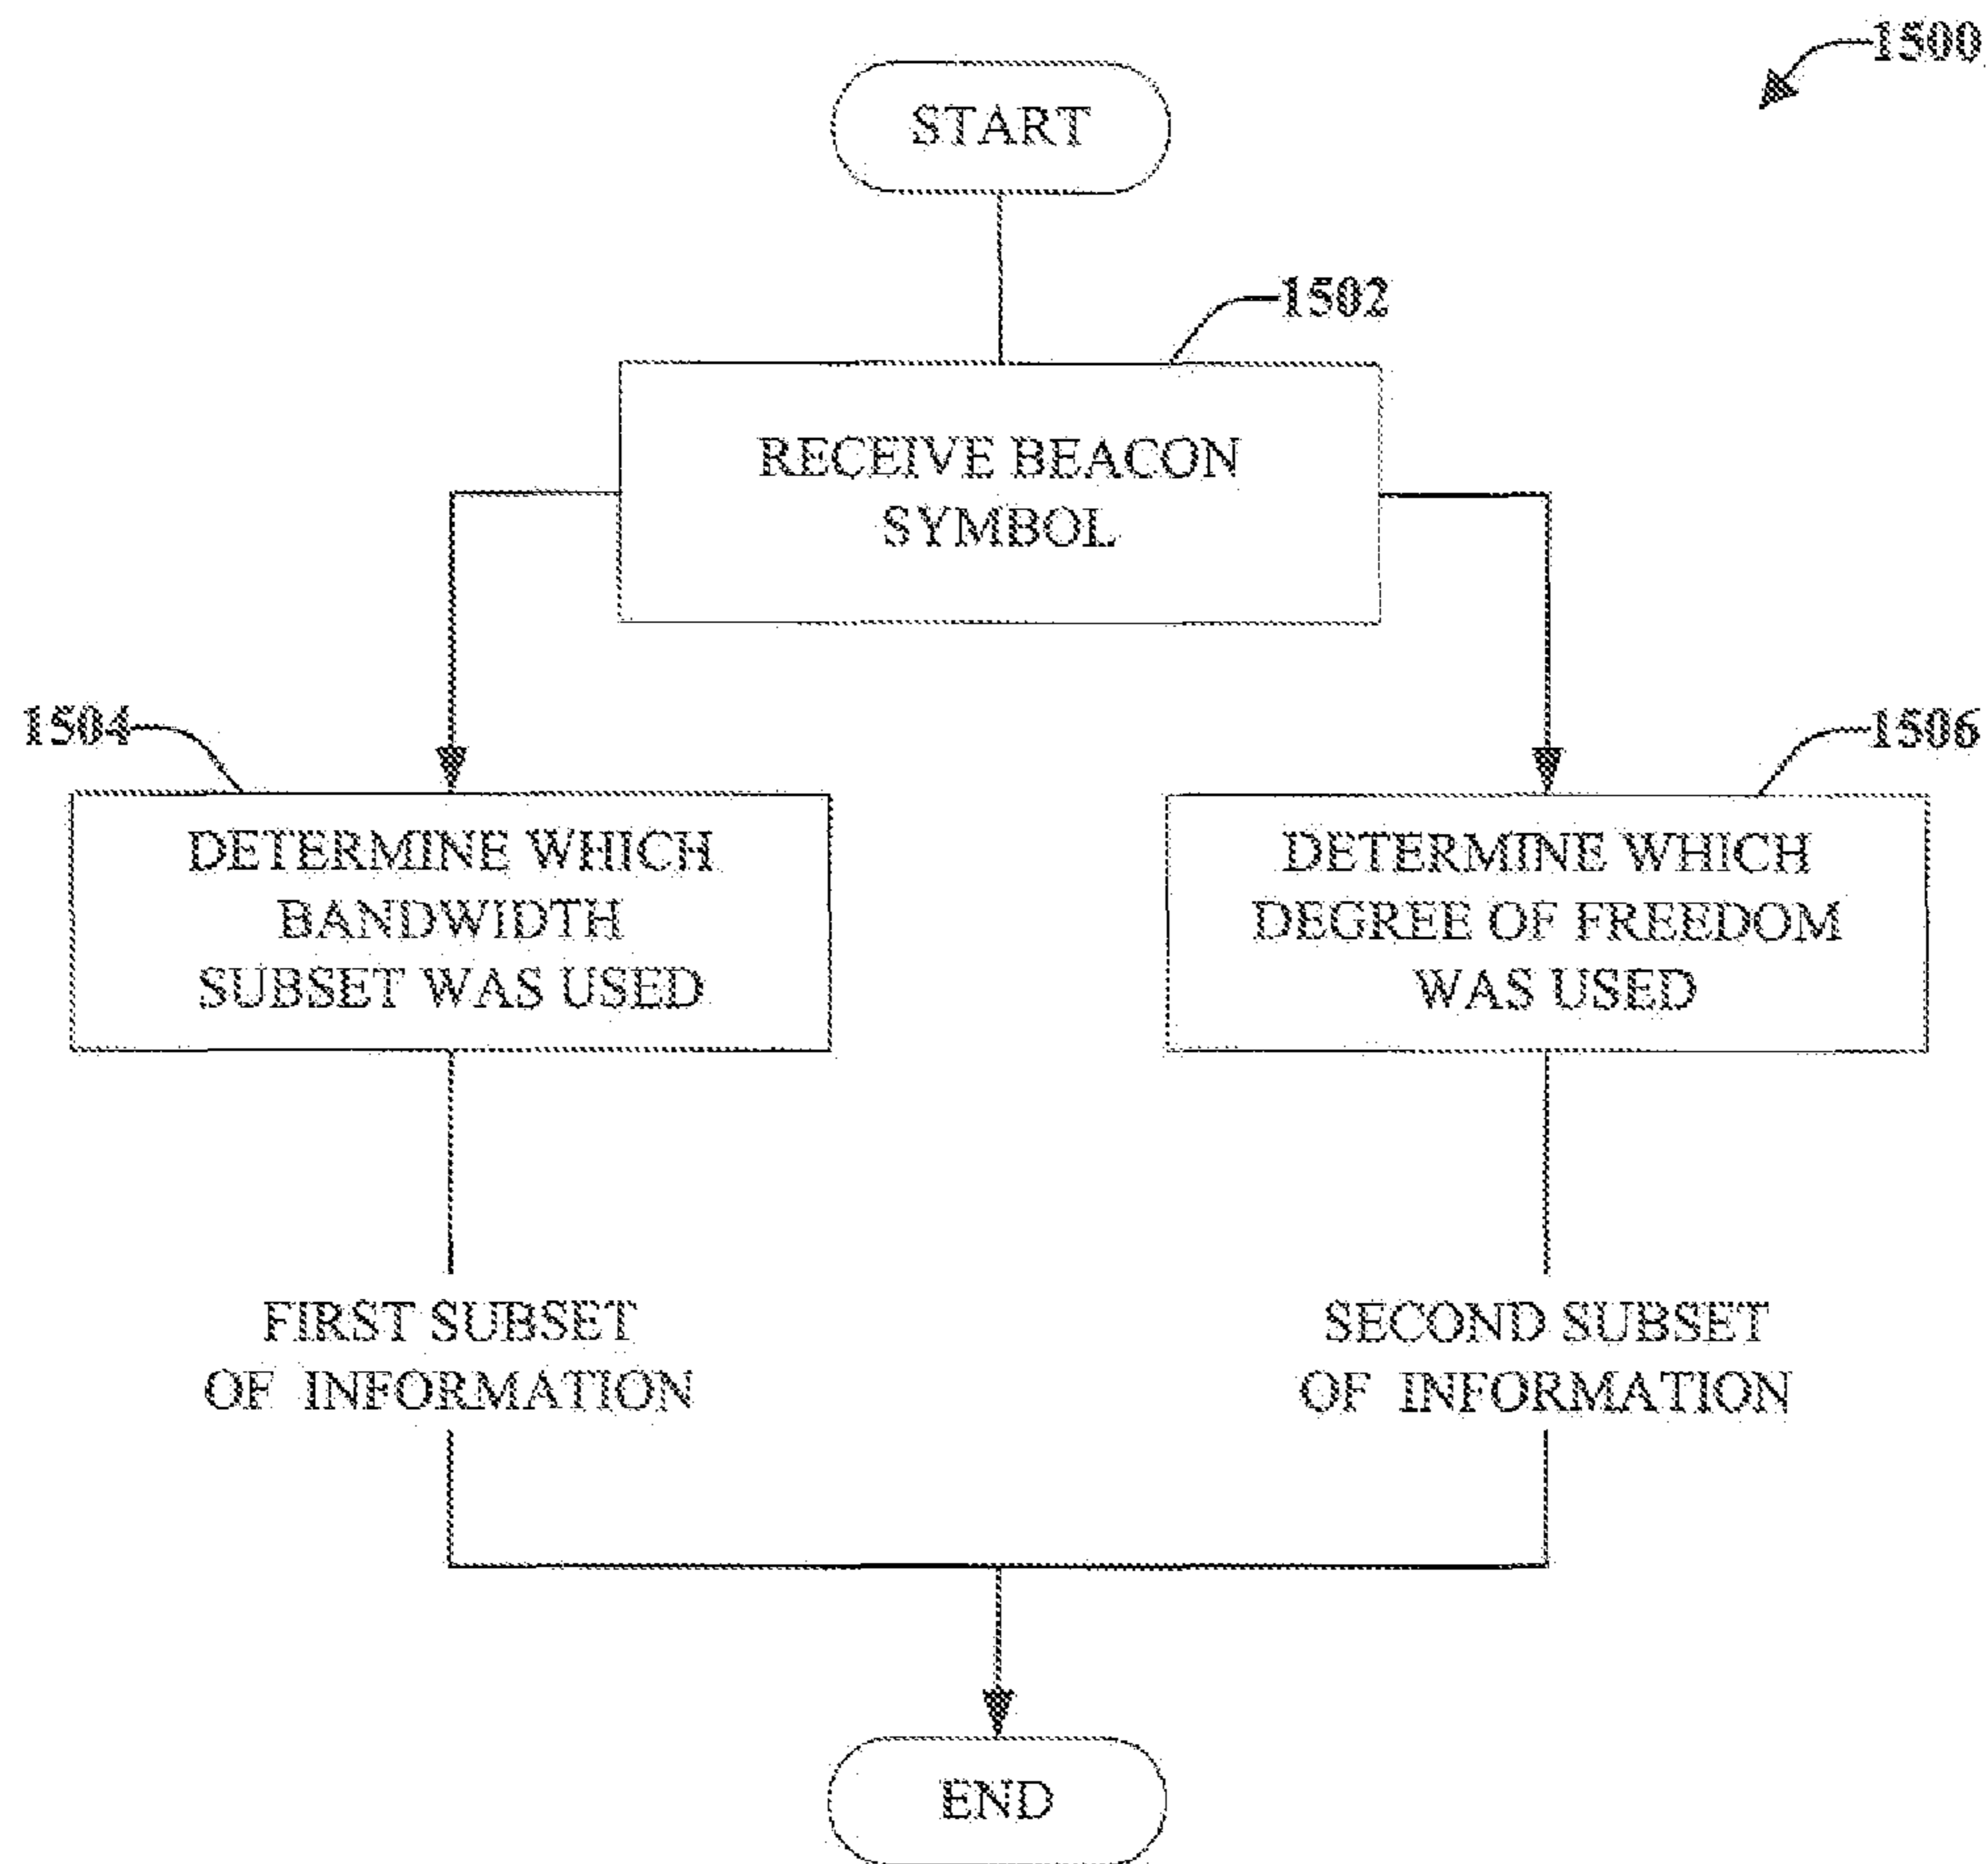 1500
START
1502
RECEIVE BEACON
SYMBOL
1504
DETERMINE WHICH
BANDWIDTH
SUBSET WAS USED
1506
DETERMINE WHICH
DEGREE OF FREEDOM
WAS USED
FIRST SUBSET
OF INFORMATION
SECOND SUBSET
OF INFORMATION
END